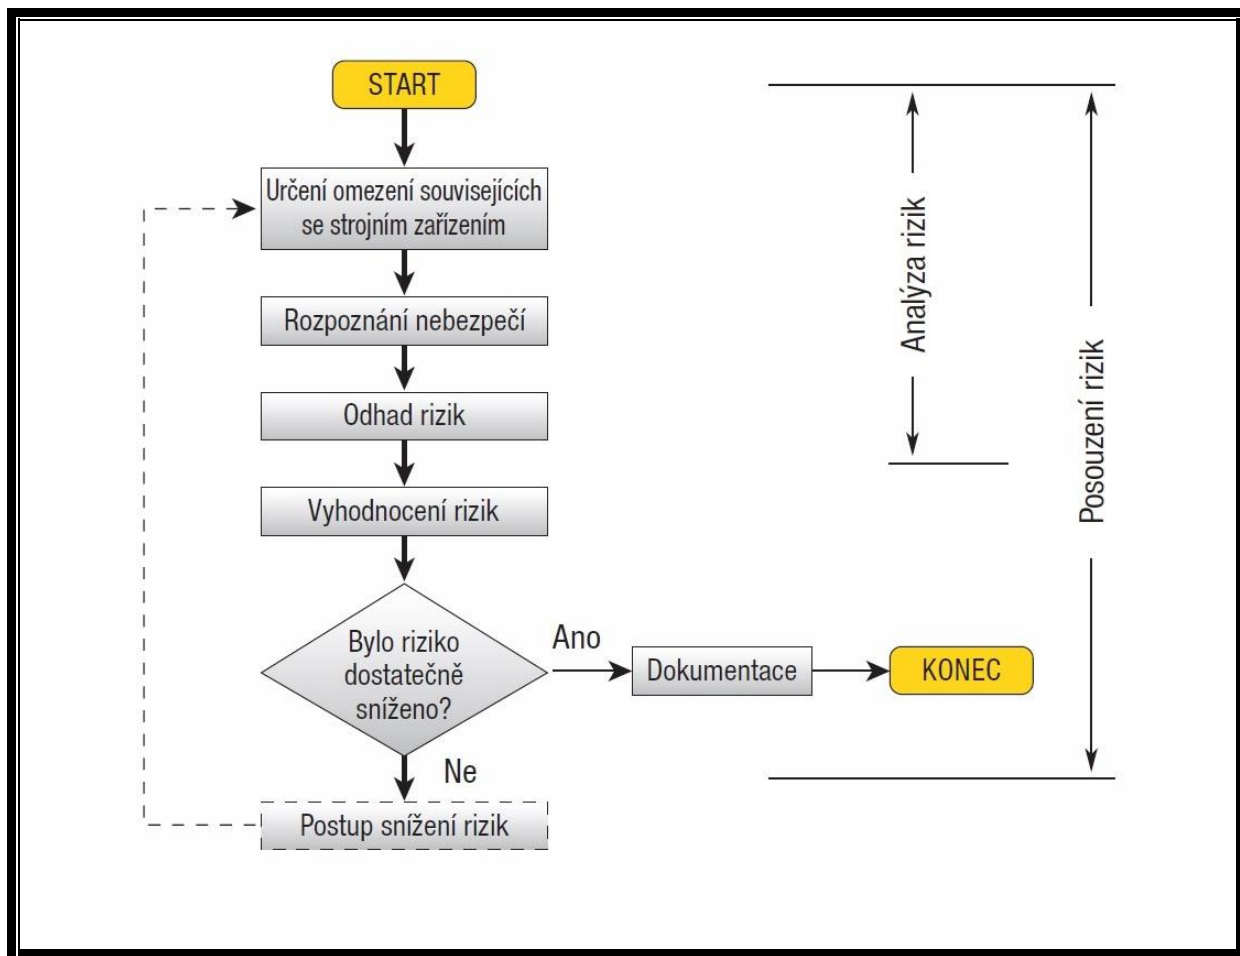 START
Určení omezení souvisejících
se strojním zařízením
Rozpoznání nebezpečí
Odhad rizik
Vyhodnocení rizik
Bylo riziko
dostatečně
sníženo?
Ano
Dokumentace
KONEC
Ne
Postup snížení rizik
Analýza rizik
Posouzení rizik